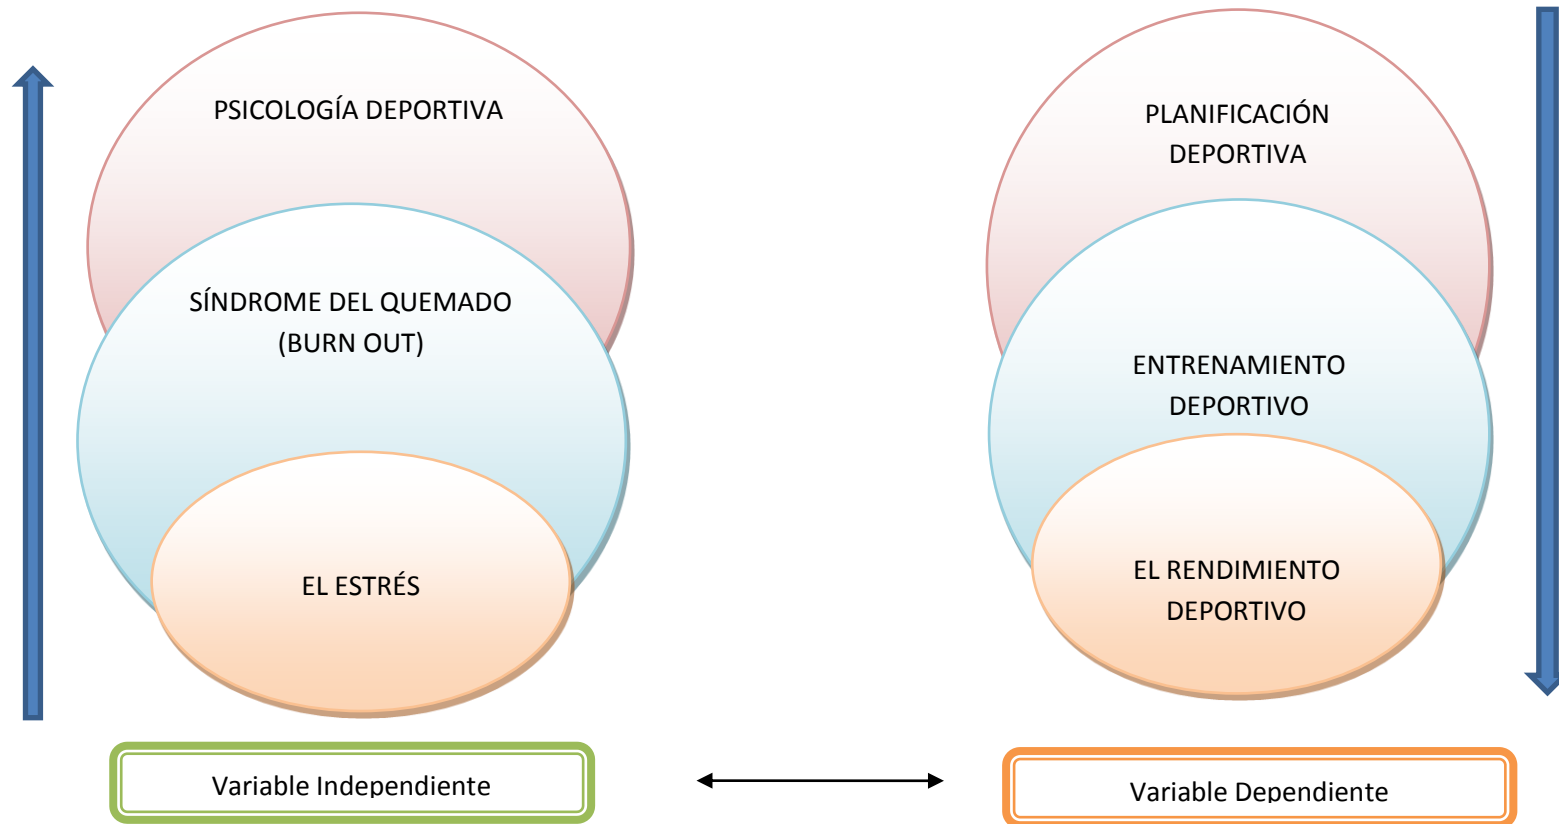 PSICOLOGÍA DEPORTIVA
SÍNDROME DEL QUEMADO
(BURN OUT)
EL ESTRÉS
Variable Independiente
PLANIFICACIÓN
DEPORTIVA
ENTRENAMIENTO
DEPORTIVO
EL RENDIMIENTO
DEPORTIVO
Variable Dependiente